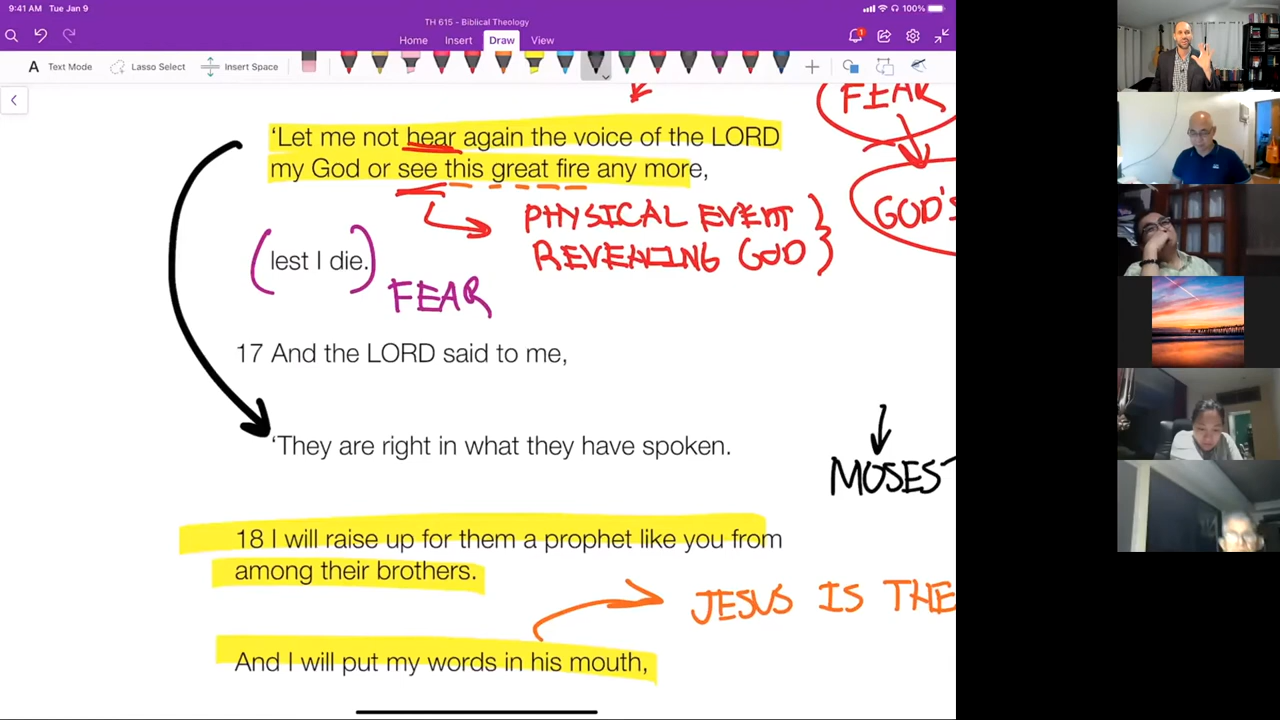 9:41 AM Tue Jan 9
100%
TH 615 - Biblical Theology
Home Insert Draw View
1
A Text Mode Lasso Select Insert Space
FEAR
'Let me not hear again the voice of the LORD
my God or see this great fire any more,
GOD'S
PHYSICAL EVENT
REVEALING GOD
(lest I die.)
FEAR
17 And the LORD said to me,
'They are right in what they have spoken.
MOSES
18 I will raise up for them a prophet like you from
among their brothers.
JESUS IS THE
And I will put my words in his mouth,